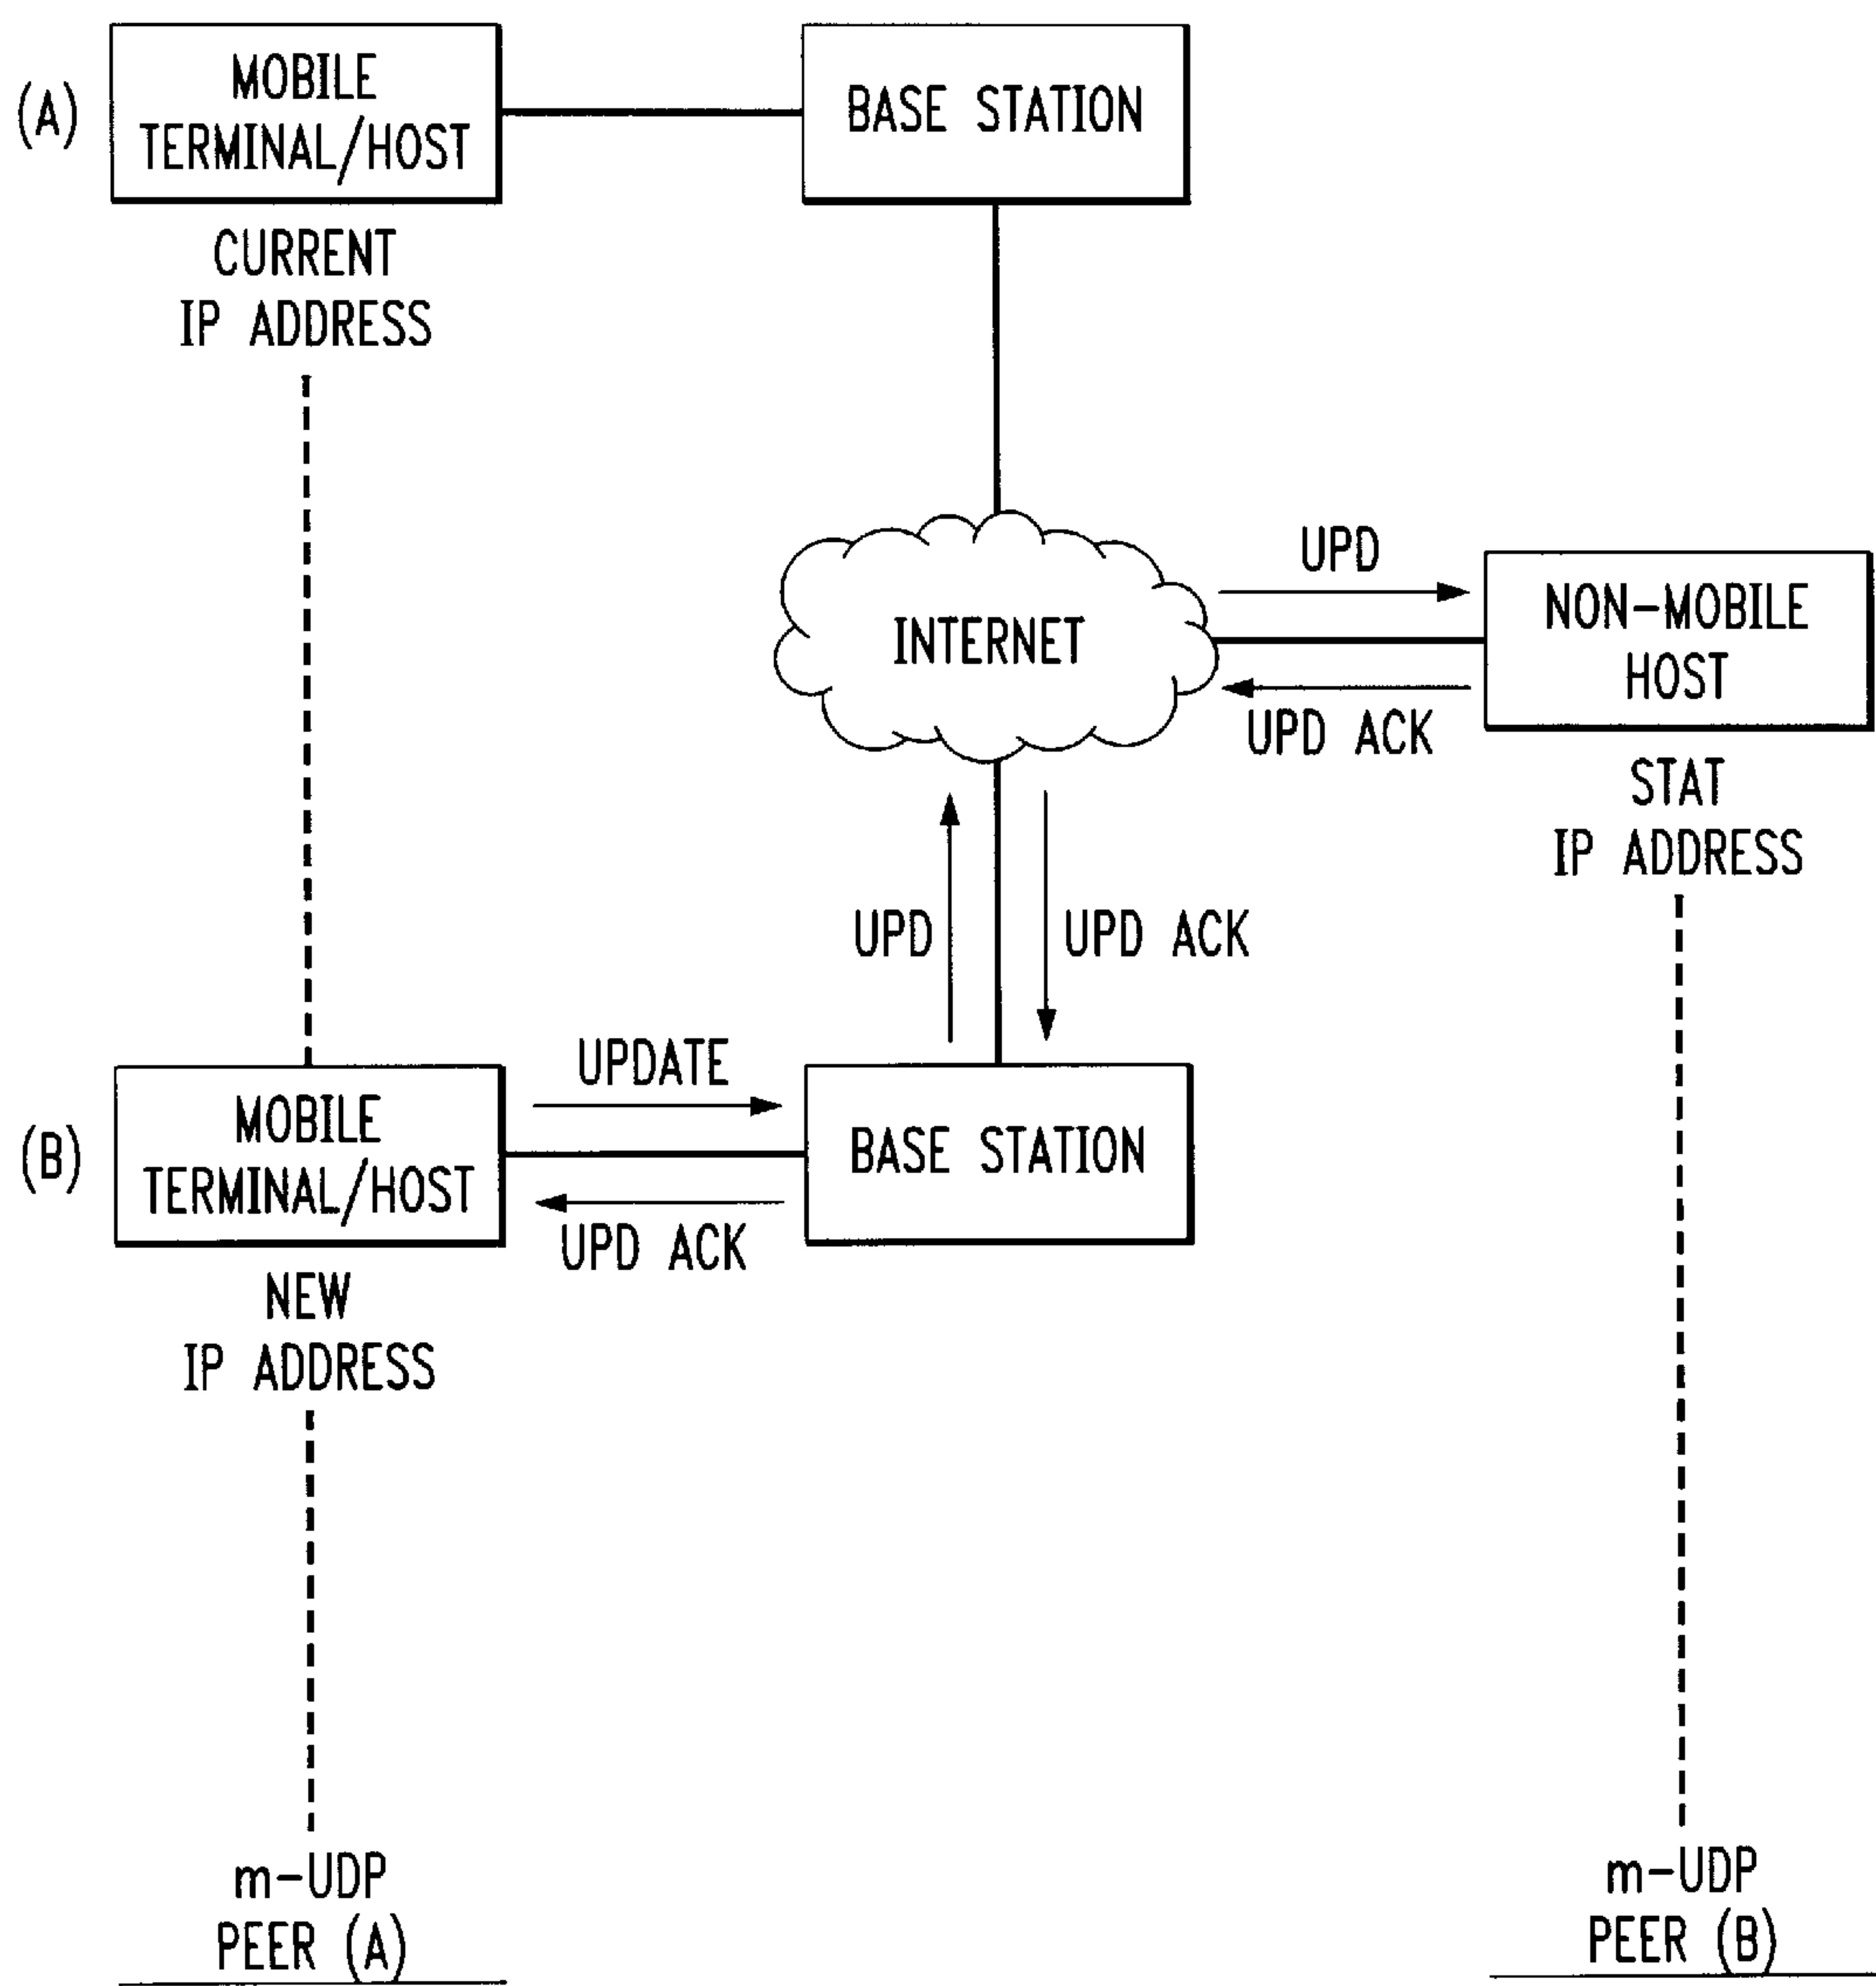 (A)
MOBILE
TERMINAL/HOST
BASE STATION
CURRENT
IP ADDRESS
INTERNET
UPD
NON-MOBILE
HOST
UPD ACK
STAT
IP ADDRESS
UPD
UPD ACK
(B)
MOBILE
TERMINAL/HOST
UPDATE
BASE STATION
UPD ACK
NEW
IP ADDRESS
m-UDP
PEER (A)
m-UDP
PEER (B)